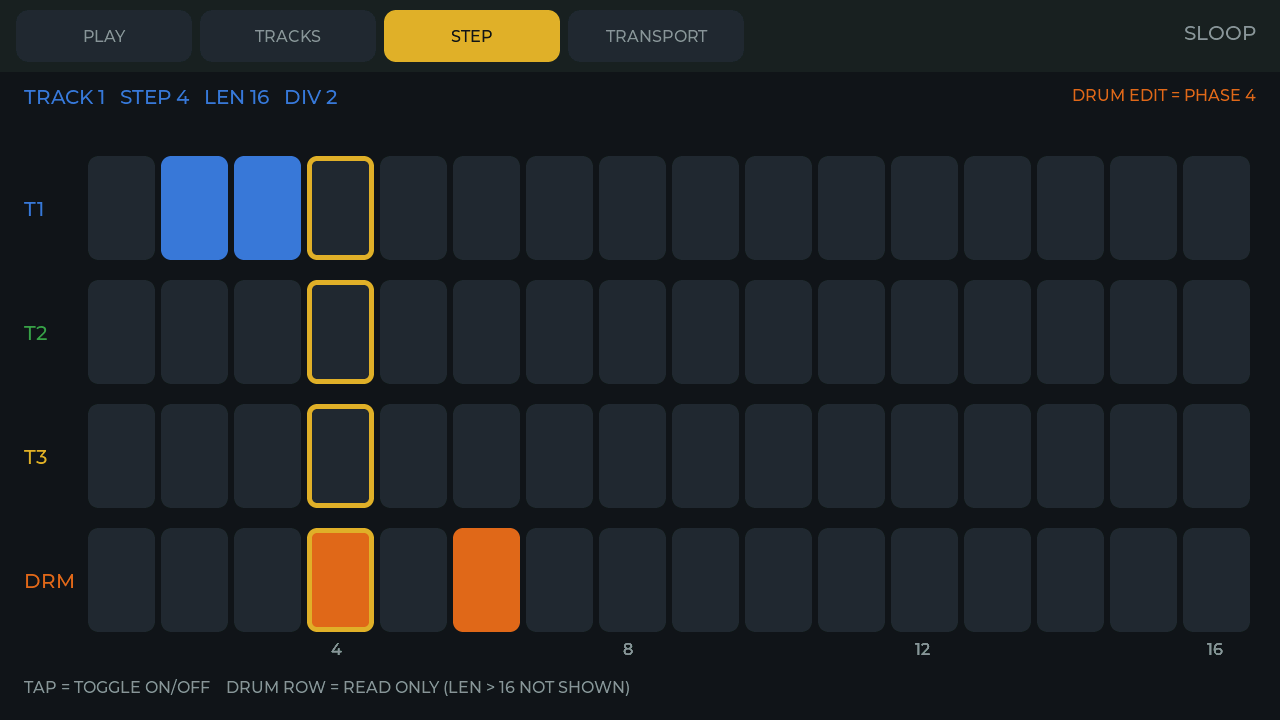 PLAY TRACKS STEP TRANSPORT SLOOP
TRACK 1 STEP 4 LEN 16 DIV 2 DRUM EDIT = PHASE 4
T1
T2
T3
DRM
4 8 12 16
TAP = TOGGLE ON/OFF DRUM ROW = READ ONLY (LEN > 16 NOT SHOWN)